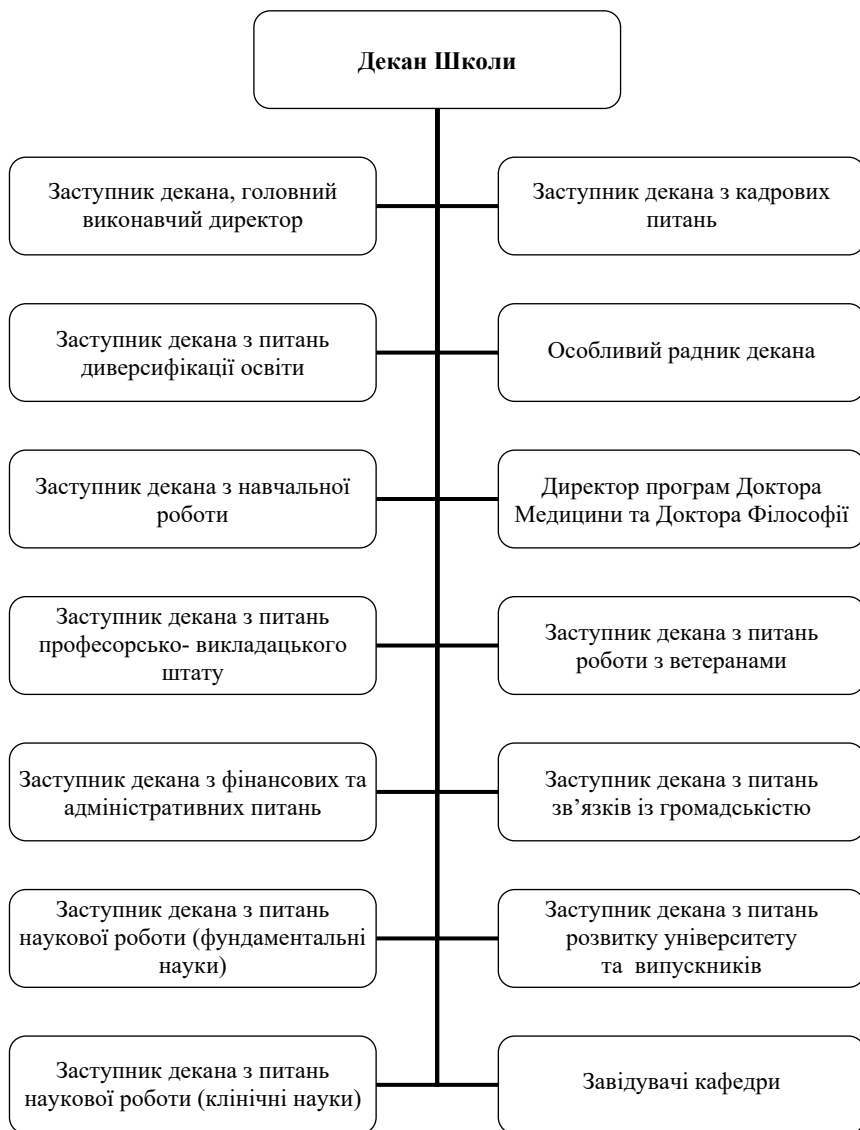 Декан Школи
Заступник декана, головний
виконавчий директор
Заступник декана з кадрових
питань
Заступник декана з питань
диверсифікації освіти
Особливий радник декана
Заступник декана з навчальної
роботи
Директор програм Доктора
Медицини та Доктора Філософії
Заступник декана з питань
професорсько- викладацького
штату
Заступник декана з питань
роботи з ветеранами
Заступник декана з фінансових та
адміністративних питань
Заступник декана з питань
зв’язків із громадськістю
Заступник декана з питань
наукової роботи (фундаментальні
науки)
Заступник декана з питань
розвитку університету
та випускників
Заступник декана з питань
наукової роботи (клінічні науки)
Завідувачі кафедри